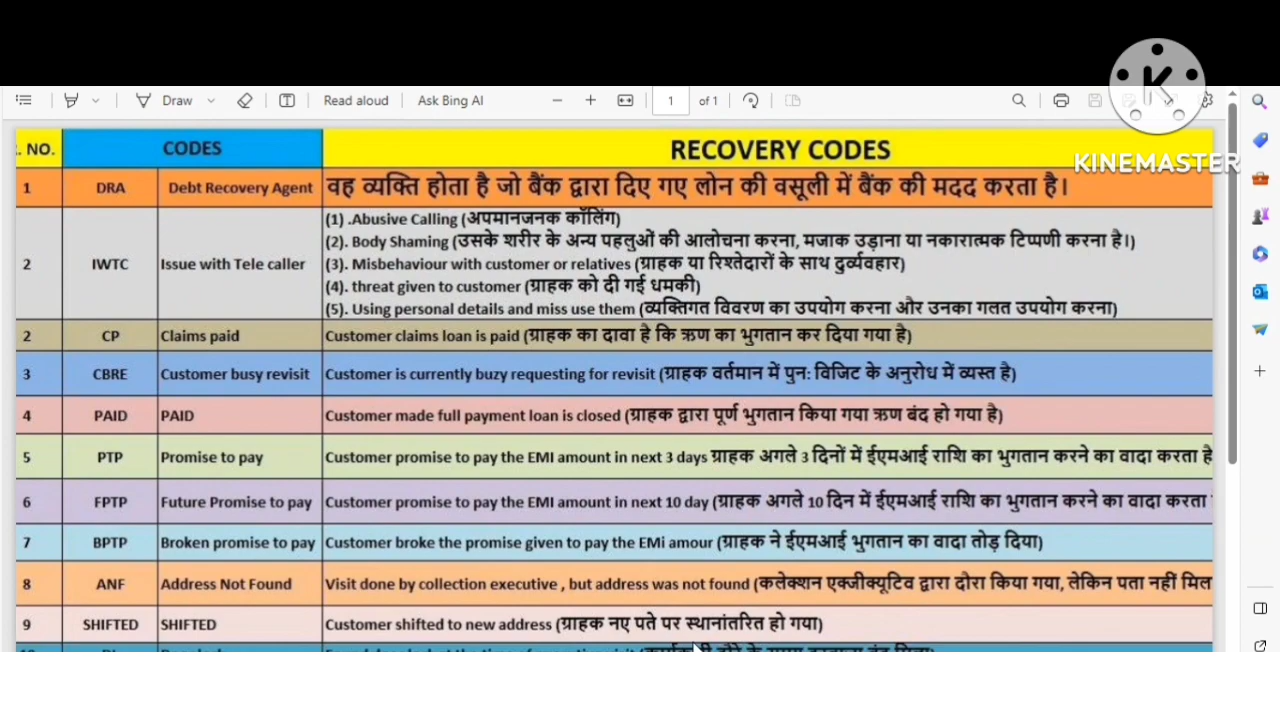 KINEMASTER
Draw Read aloud Ask Bing AI 1 of 1
. NO. CODES RECOVERY CODES
1 DRA Debt Recovery Agent वह व्यक्ति होता है जो बैंक द्वारा दिए गए लोन की वसूली में बैंक की मदद करता है।
2 IWTC Issue with Tele caller
(1) .Abusive Calling (अपमानजनक कॉलिंग)
(2). Body Shaming (उसके शरीर के अन्य पहलुओं की आलोचना करना, मजाक उड़ाना या नकारात्मक टिप्पणी करना है।)
(3). Misbehaviour with customer or relatives (ग्राहक या रिश्तेदारों के साथ दुर्व्यवहार)
(4). threat given to customer (ग्राहक को दी गई धमकी)
(5). Using personal details and miss use them (व्यक्तिगत विवरण का उपयोग करना और उनका गलत उपयोग करना)
2 CP Claims paid Customer claims loan is paid (ग्राहक का दावा है कि ऋण का भुगतान कर दिया गया है)
3 CBRE Customer busy revisit Customer is currently buzy requesting for revisit (ग्राहक वर्तमान में पुन: विजिट के अनुरोध में व्यस्त है)
4 PAID PAID Customer made full payment loan is closed (ग्राहक द्वारा पूर्ण भुगतान किया गया ऋण बंद हो गया है)
5 PTP Promise to pay Customer promise to pay the EMI amount in next 3 days ग्राहक अगले 3 दिनों में ईएमआई राशि का भुगतान करने का वादा करता है
6 FPTP Future Promise to pay Customer promise to pay the EMI amount in next 10 day (ग्राहक अगले 10 दिन में ईएमआई राशि का भुगतान करने का वादा करता
7 BPTP Broken promise to pay Customer broke the promise given to pay the EMi amour (ग्राहक ने ईएमआई भुगतान का वादा तोड़ दिया)
8 ANF Address Not Found Visit done by collection executive , but address was not found (कलेक्शन एक्जीक्यूटिव द्वारा दौरा किया गया, लेकिन पता नहीं मिल
9 SHIFTED SHIFTED Customer shifted to new address (ग्राहक नए पते पर स्थानांतरित हो गया)